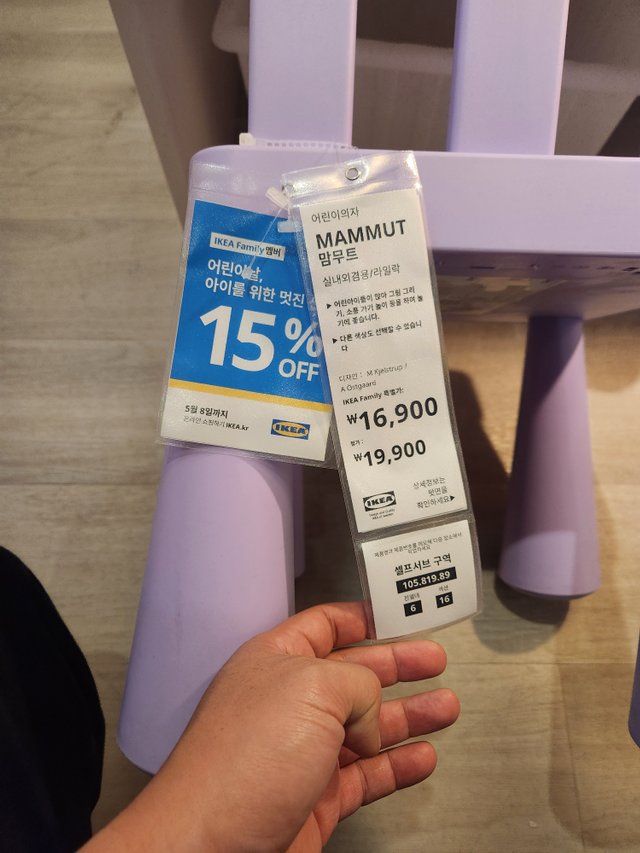 IKEA Family 멤버
어린이날,
아이를 위한 멋진
15%
OFF
5월 8일까지
온라인 쇼핑하기 IKEA.kr
IKEA
어린이의자
MAMMUT
맘무트
실내외겸용/라일락
▶ 어린아이들이 앉아 그림 그리
기, 소풍 가기 놀이 등을 하며 놀
기에 좋습니다.
▶ 다른 색상도 선택할 수 있습니
다
디자인: M Kjelstrup /
A Östgaard
IKEA Family 특별가:
₩16,900
₩19,900
IKEA
상세정보는
뒷면을
확인하세요▶
셀프서브 구역
105.819.89
진열대
섹션
6
16